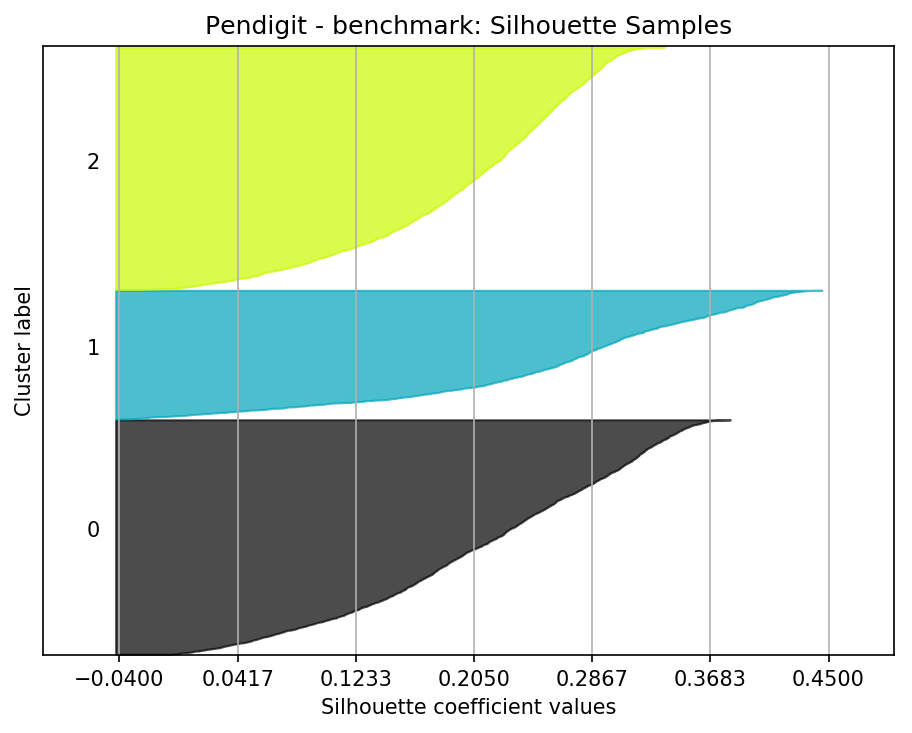 Pendigit - benchmark: Silhouette Samples
2
1
0
Cluster label
−0.0400 0.0417 0.1233 0.2050 0.2867 0.3683 0.4500
Silhouette coefficient values